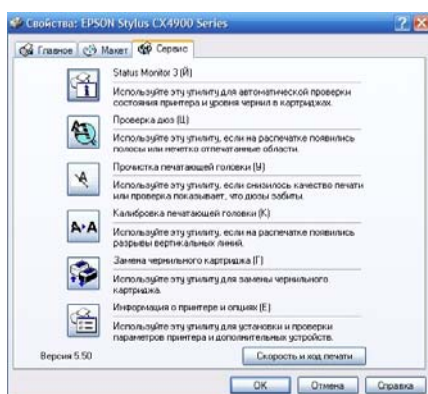 Свойства: EPSON Stylus CX4900 Series
Главное Макет Сервис
Status Monitor 3 (Й)
Используйте эту утилиту для автоматической проверки
состояния принтера и уровня чернил в картриджах.
Проверка дюз (Ц)
Используйте эту утилиту, если на распечатке появились
полосы или нечетко отпечатанные области.
Прочистка печатающей головки (У)
Используйте эту утилиту, если снизилось качество печати
или проверка показывает, что дюзы забиты.
Калибровка печатающей головки (К)
Используйте эту утилиту, если на распечатке появились
разрывы вертикальных линий.
Замена чернильного картриджа (Г)
Используйте эту утилиту для замены чернильного
картриджа.
Информация о принтере и опциях (Е)
Используйте эту утилиту для установки и проверки
параметров принтера и дополнительных устройств.
Версия 5.50 Скорость и ход печати
OK Отмена Справка